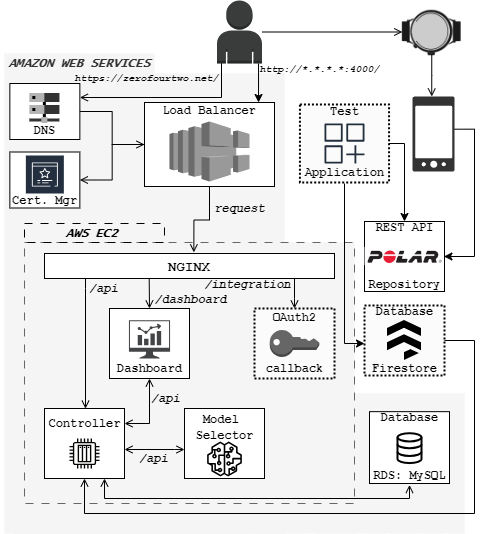 AMAZON WEB SERVICES
https://zerofourtwo.net/
http://*.*.*.*:4000/
DNS
Cert. Mgr
Load Balancer
Test
Application
request
REST API
POLAR
Repository
AWS EC2
NGINX
/api
/dashboard
/integration
Dashboard
OAuth2
callback
Database
Firestore
/api
Controller
/api
Model
Selector
Database
RDS: MySQL